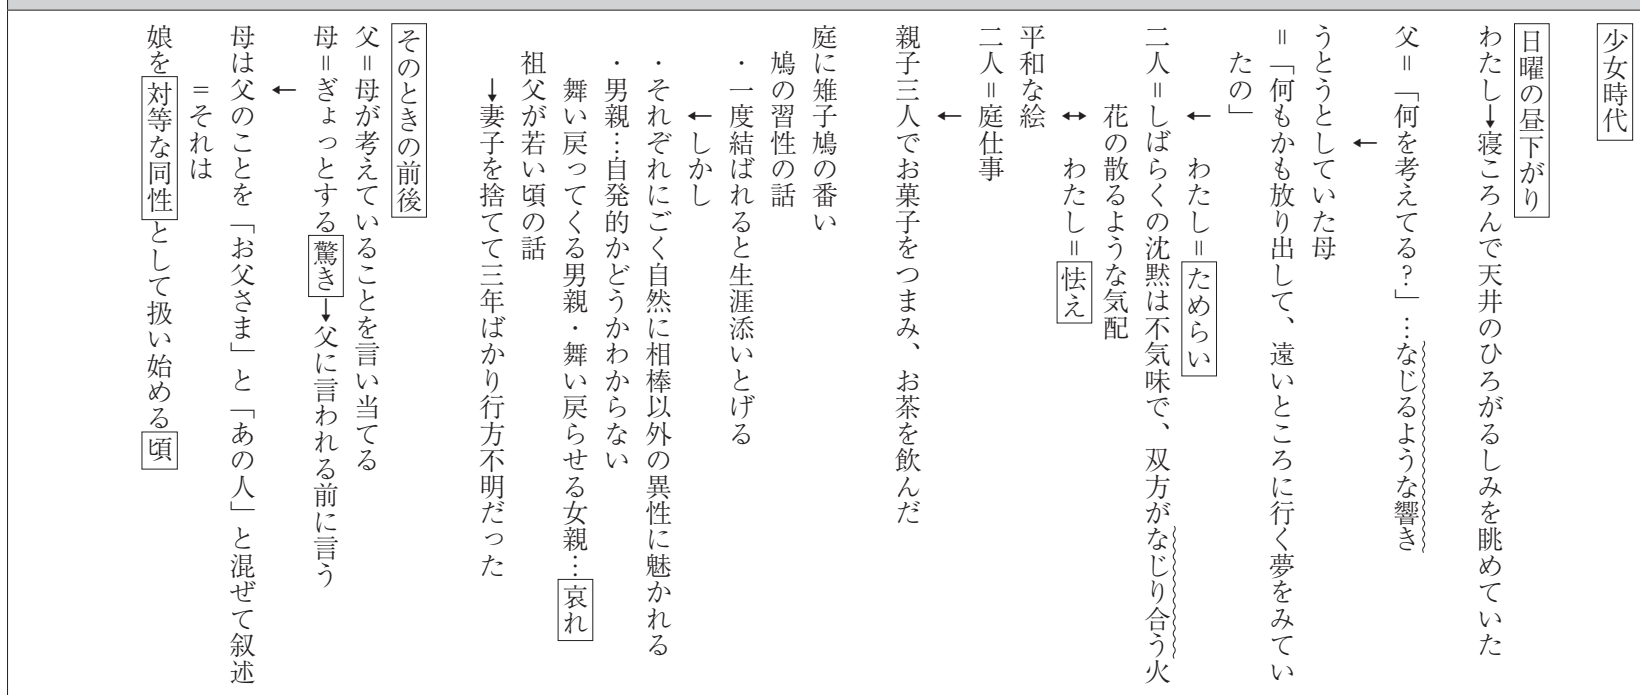 少女時代
日曜の昼下がり
わたし→寝ころんで天井のひろがるしみを眺めていた
父＝「何を考えてる？」…なじるような響き
←
うとうとしていた母
＝「何もかも放り出して、遠いところに行く夢をみてい
たの」
← わたし＝ためらい
二人＝しばらくの沈黙は不気味で、双方がなじり合う火
花の散るような気配
↔ わたし＝怯え
平和な絵
二人＝庭仕事
←
親子三人でお菓子をつまみ、お茶を飲んだ
庭に雉子鳩の番い
鳩の習性の話
・一度結ばれると生涯添いとげる
←しかし
・それぞれにごく自然に相棒以外の異性に魅かれる
・男親…自発的かどうかわからない
舞い戻ってくる男親・舞い戻らせる女親…哀れ
祖父が若い頃の話
→妻子を捨てて三年ばかり行方不明だった
そのときの前後
父＝母が考えていることを言い当てる
母＝ぎょっとする驚き→父に言われる前に言う
←
母は父のことを「お父さま」と「あの人」と混ぜて叙述
＝それは
娘を対等な同性として扱い始める頃